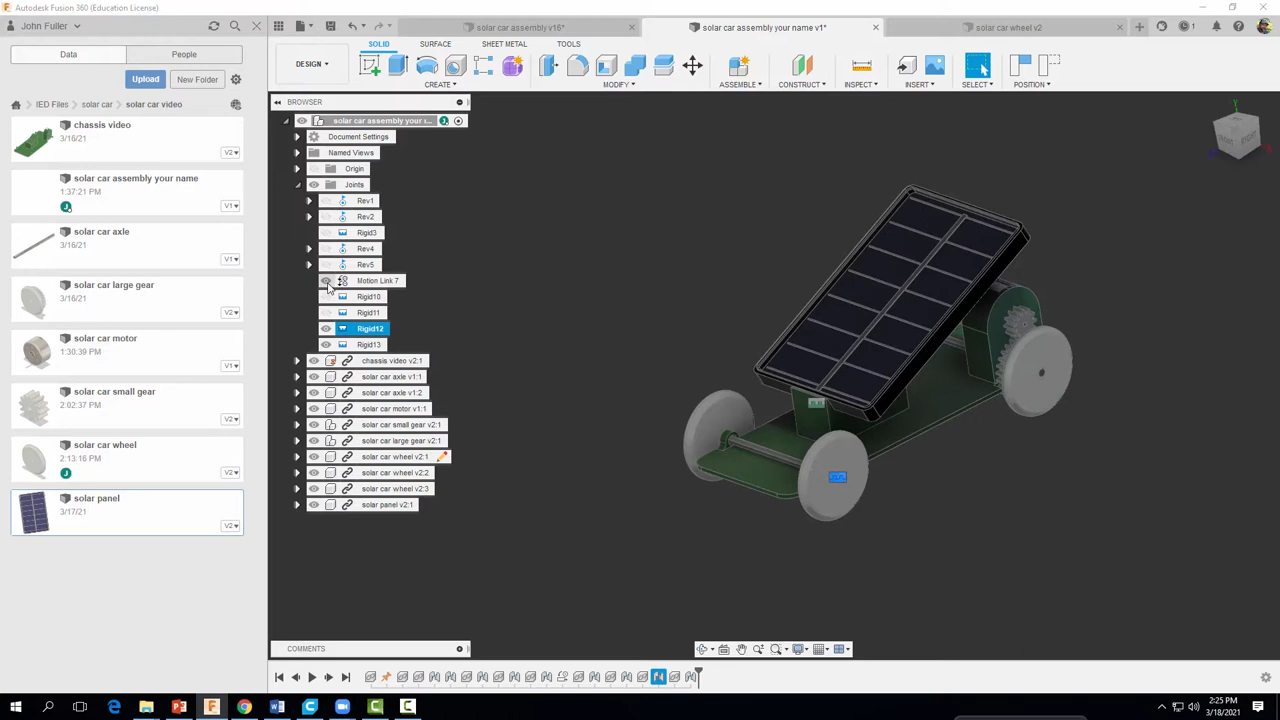 Autodesk Fusion 360 (Education License)
John Fuller
solar car assembly v16*
solar car assembly your name v1*
solar car wheel v2
1
Data
People
Upload
New Folder
IED Files
solar car
solar car video
DESIGN
SOLID
SURFACE
SHEET METAL
TOOLS
CREATE
MODIFY
ASSEMBLE
CONSTRUCT
INSPECT
INSERT
SELECT
POSITION
BROWSER
chassis video
3/16/21
V2
solar car assembly your name
1:37:21 PM
J
V1
solar car axle
3/16/21
V1
solar car large gear
3/16/21
V2
solar car motor
1:30:39 PM
V1
solar car small gear
2:02:37 PM
V2
solar car wheel
2:13:16 PM
J
V2
solar panel
3/17/21
V2
solar car assembly your n...
Document Settings
Named Views
Origin
Joints
Rev1
Rev2
Rigid3
Rev4
Rev5
Motion Link 7
Rigid10
Rigid11
Rigid12
Rigid13
chassis video v2:1
solar car axle v1:1
solar car axle v1:2
solar car motor v1:1
solar car small gear v2:1
solar car large gear v2:1
solar car wheel v2:1
solar car wheel v2:2
solar car wheel v2:3
solar panel v2:1
COMMENTS
2:25 PM
3/18/2021